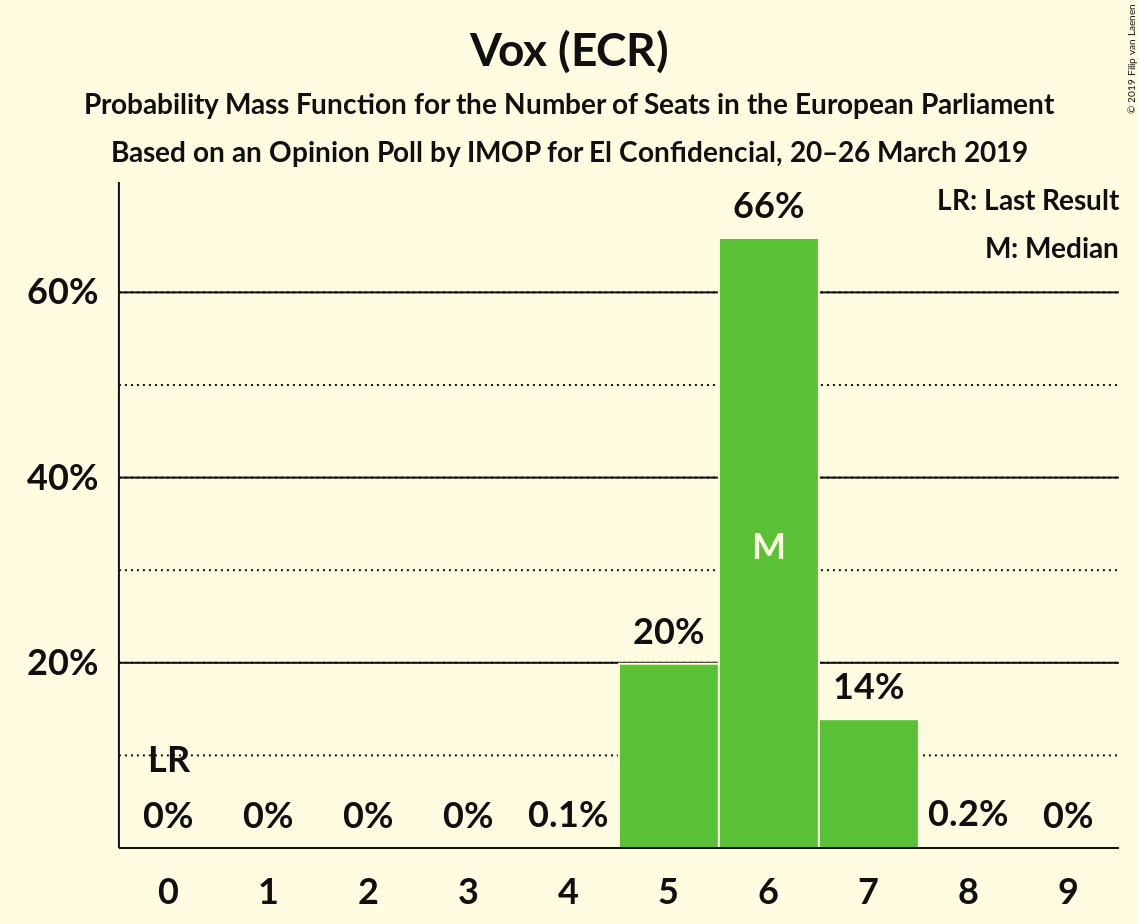 Vox (ECR)
Probability Mass Function for the Number of Seats in the European Parliament
Based on an Opinion Poll by IMOP for El Confidencial, 20–26 March 2019
© 2019 Filip van Laenen
LR: Last Result
M: Median
66%
60%
40%
M
20%
20%
14%
LR
0% 0% 0% 0% 0.1% 0.2% 0%
0 1 2 3 4 5 6 7 8 9